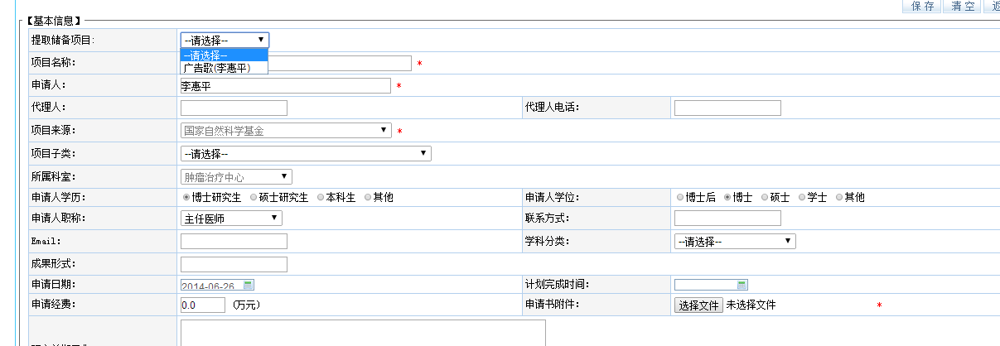 保 存 清 空 返
【基本信息】
提取储备项目: --请选择--
--请选择--
广告歌(李惠平)
项目名称: *
申请人: 李惠平 *
代理人: 代理人电话:
项目来源: 国家自然科学基金 *
项目子类: --请选择--
所属科室: 肿瘤治疗中心
申请人学历: 博士研究生 硕士研究生 本科生 其他 申请人学位: 博士后 博士 硕士 学士 其他
申请人职称: 主任医师 联系方式:
Email: 学科分类: --请选择--
成果形式:
申请日期: 2014-06-26 计划完成时间:
申请经费: 0.0 (万元) 申请书附件: 选择文件 未选择文件 *